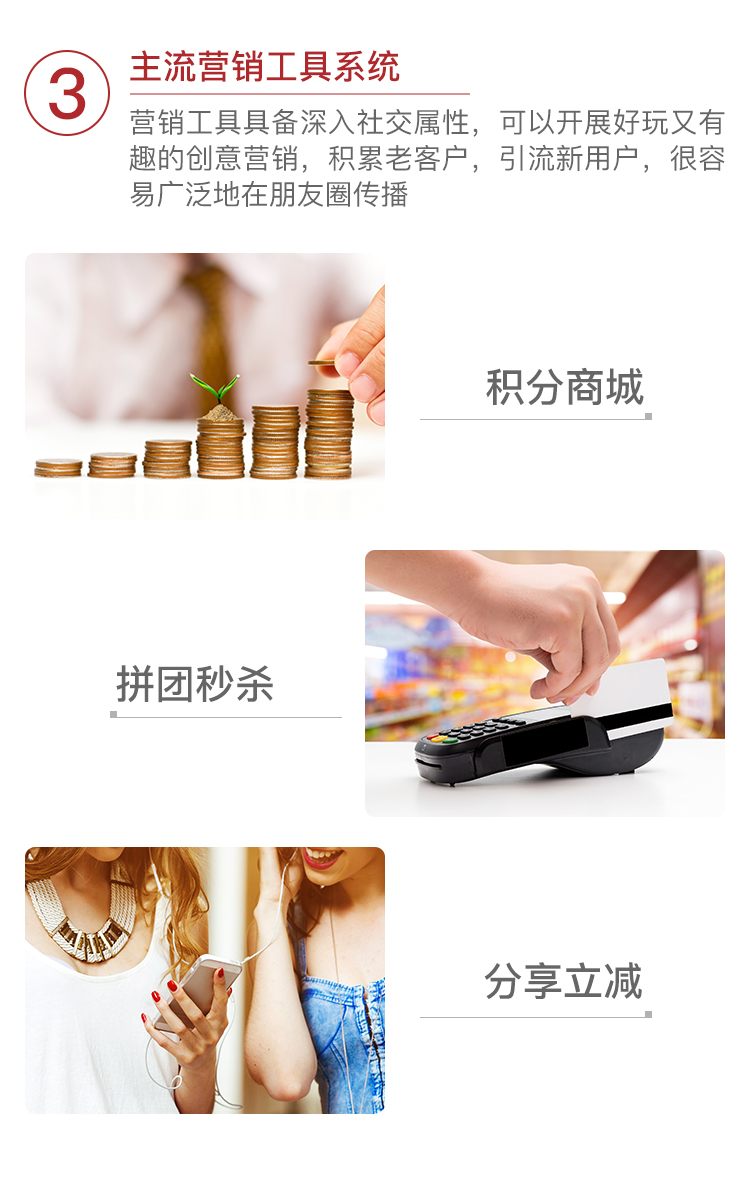 3
主流营销工具系统
营销工具具备深入社交属性，可以开展好玩又有
趣的创意营销，积累老客户，引流新用户，很容
易广泛地在朋友圈传播
积分商城
拼团秒杀
分享立减